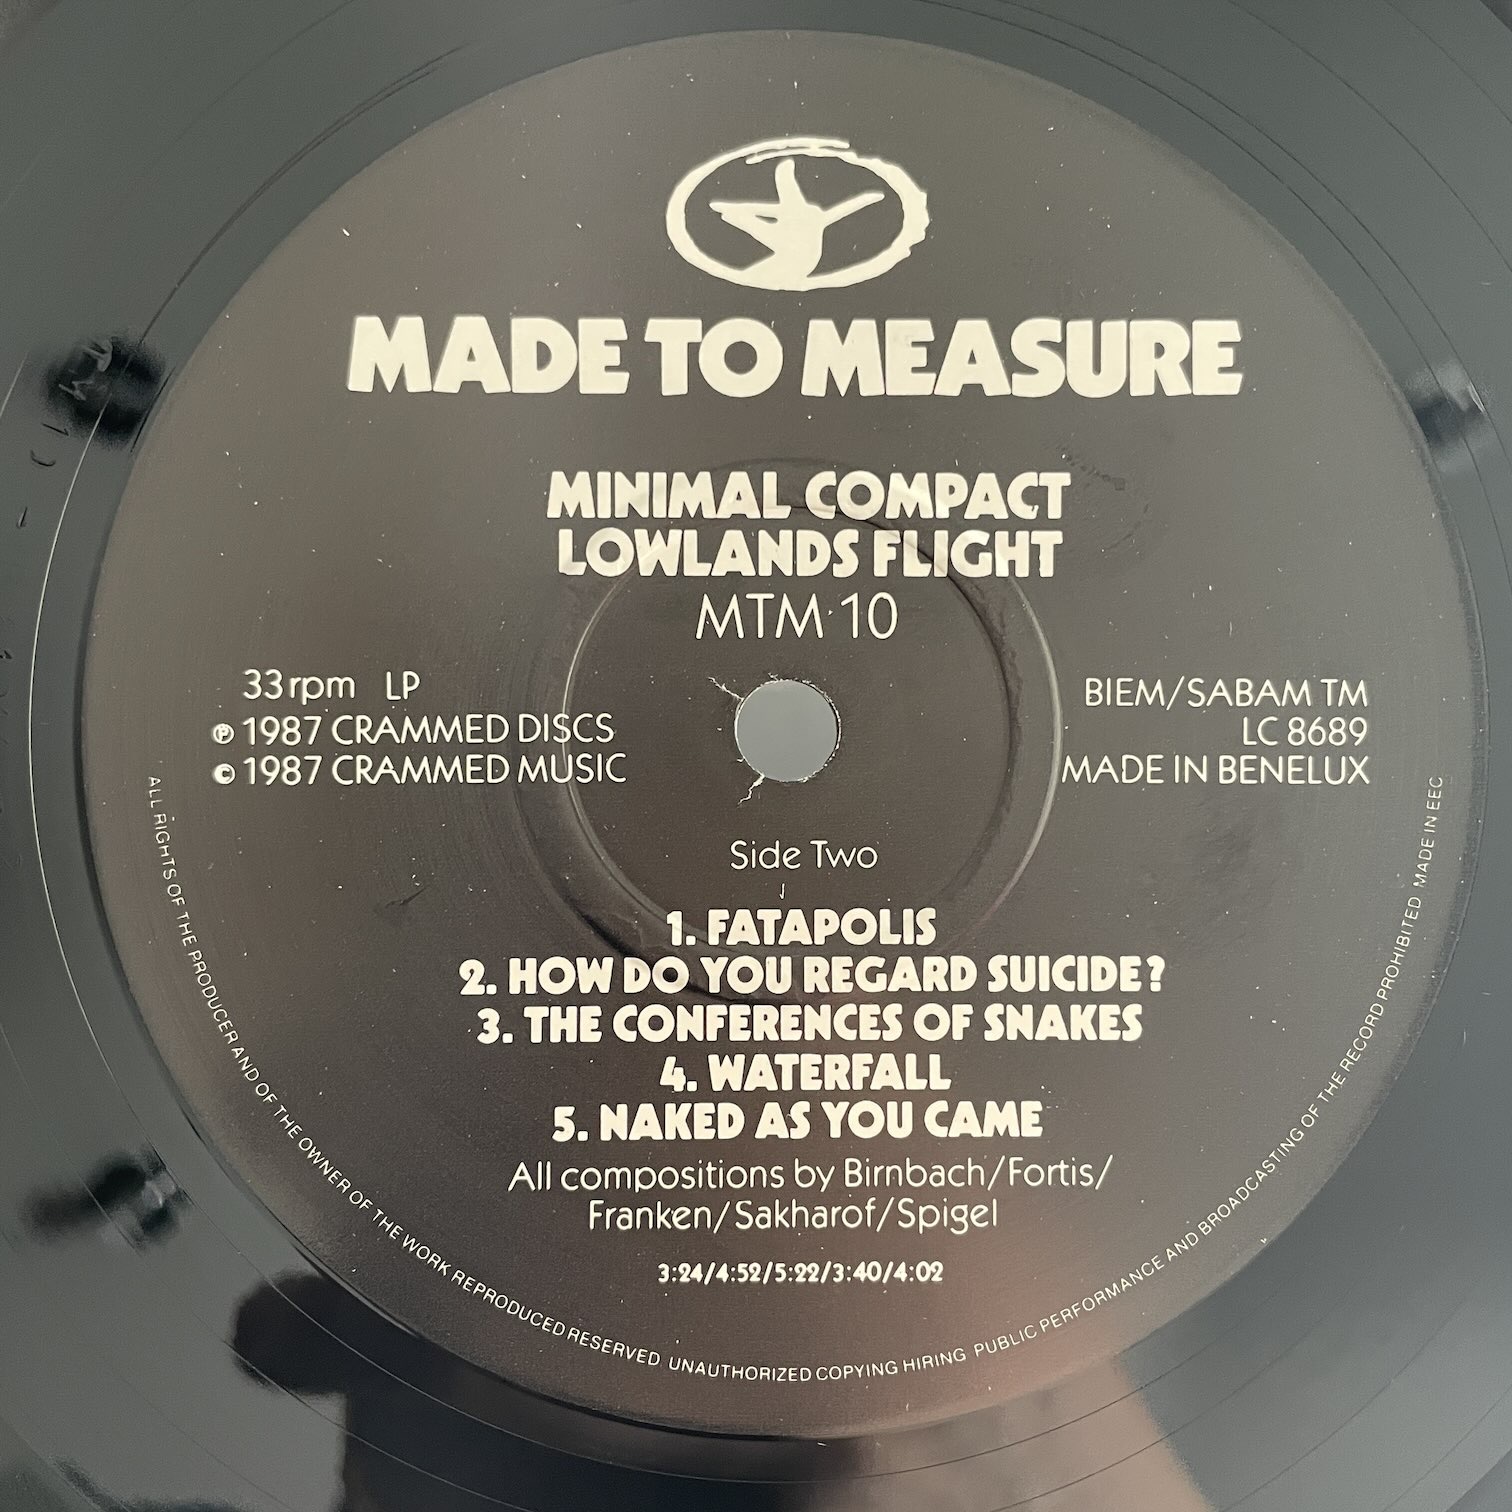 MADE TO MEASURE
MINIMAL COMPACT
LOWLANDS FLIGHT
MTM 10
33 rpm LP
℗ 1987 CRAMMED DISCS
© 1987 CRAMMED MUSIC
BIEM/SABAM TM
LC 8689
MADE IN BENELUX
Side Two
1. FATAPOLIS
2. HOW DO YOU REGARD SUICIDE?
3. THE CONFERENCES OF SNAKES
4. WATERFALL
5. NAKED AS YOU CAME
All compositions by Birnbach/Fortis/
Franken/Sakharof/Spigel
3:24/4:52/5:22/3:40/4:02
ALL RIGHTS OF THE PRODUCER AND OF THE OWNER OF THE WORK REPRODUCED RESERVED UNAUTHORIZED COPYING HIRING PUBLIC PERFORMANCE AND BROADCASTING OF THE RECORD PROHIBITED MADE IN EEC